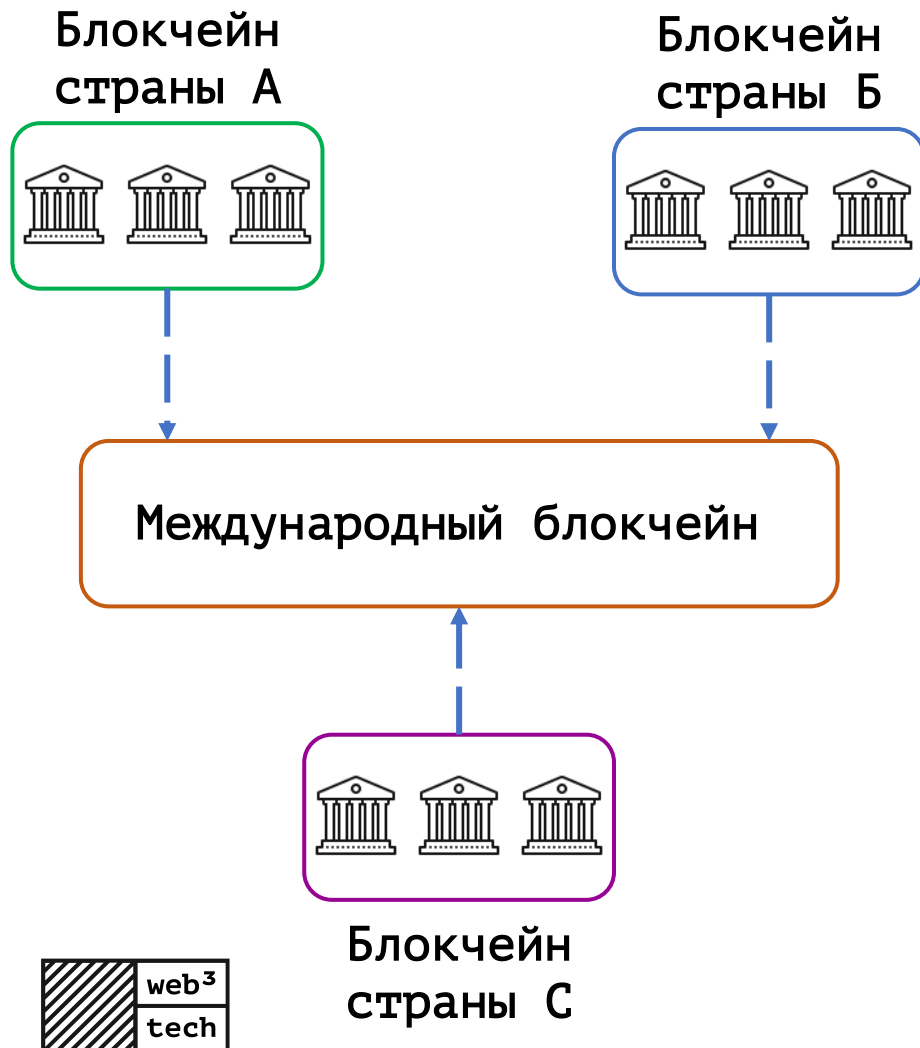 Блокчейн
страны А
Блокчейн
страны Б
Международный блокчейн
Блокчейн
страны С
web³
tech